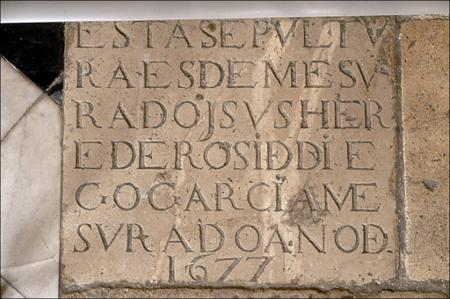 ESTASEPVLTV
RAESDEMESV
RADOJSVSHER
EDEROSIDDIE
GOGARCIAME
SVRADOANOD
1677